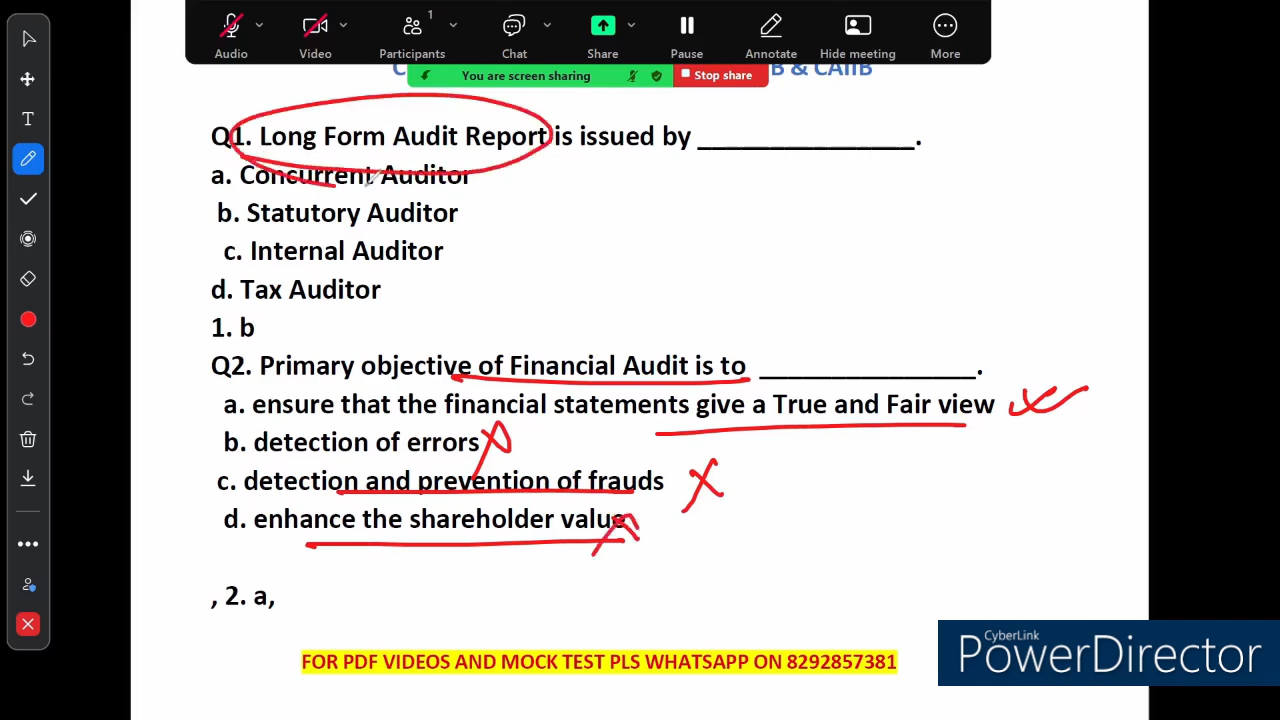 Audio Video Participants 1 Chat Share Pause Annotate Hide meeting More
You are screen sharing Stop share
B & CAIIB
Q1. Long Form Audit Report is issued by _______________.
a. Concurrent Auditor
b. Statutory Auditor
c. Internal Auditor
d. Tax Auditor
1. b
Q2. Primary objective of Financial Audit is to _______________.
a. ensure that the financial statements give a True and Fair view
b. detection of errors
c. detection and prevention of frauds
d. enhance the shareholder value
, 2. a,
FOR PDF VIDEOS AND MOCK TEST PLS WHATSAPP ON 8292857381
CyberLink
PowerDirector